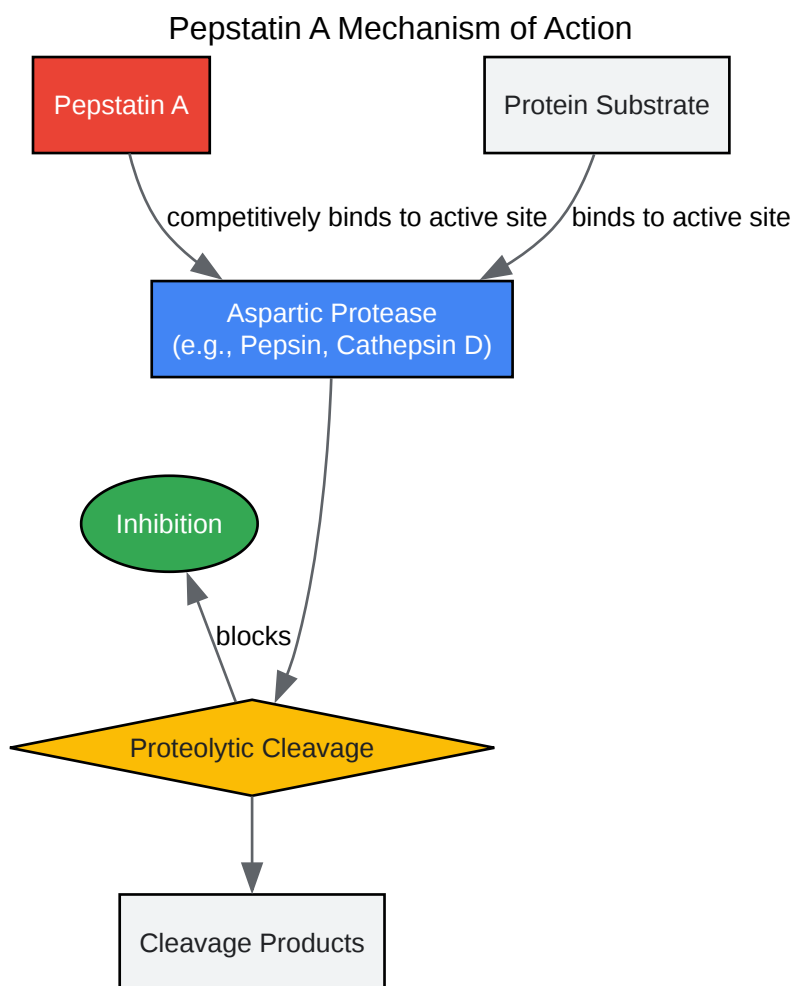 Pepstatin A Mechanism of Action
Pepstatin A
Protein Substrate
competitively binds to active site
binds to active site
Aspartic Protease
(e.g., Pepsin, Cathepsin D)
Inhibition
blocks
Proteolytic Cleavage
Cleavage Products